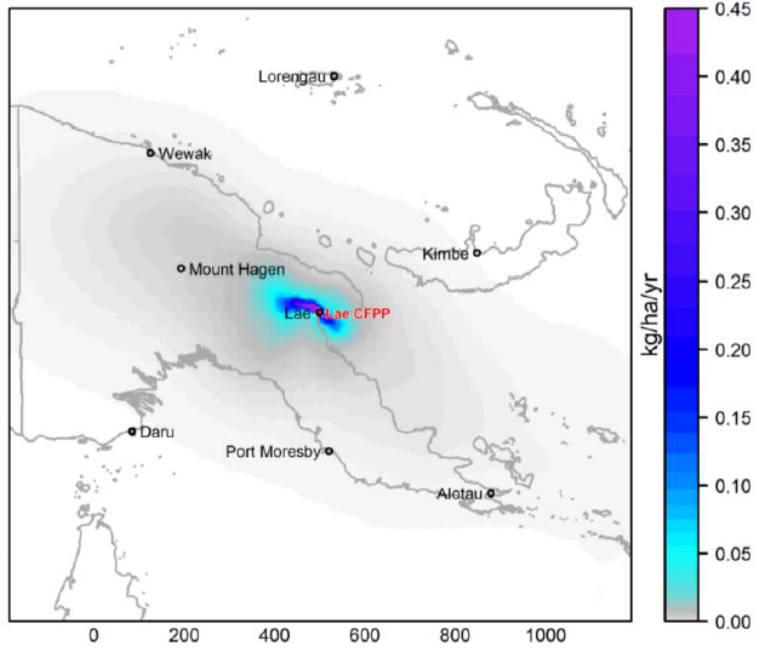 0.45
Lorengau
0.40
0.35
Wewak
0.30
Kimbe
Mount Hagen
0.25
Lae Lae CFPP
kg/ha/yr
0.20
0.15
Daru
Port Moresby
0.10
Alotau
0.05
0.00
0 200 400 600 800 1000